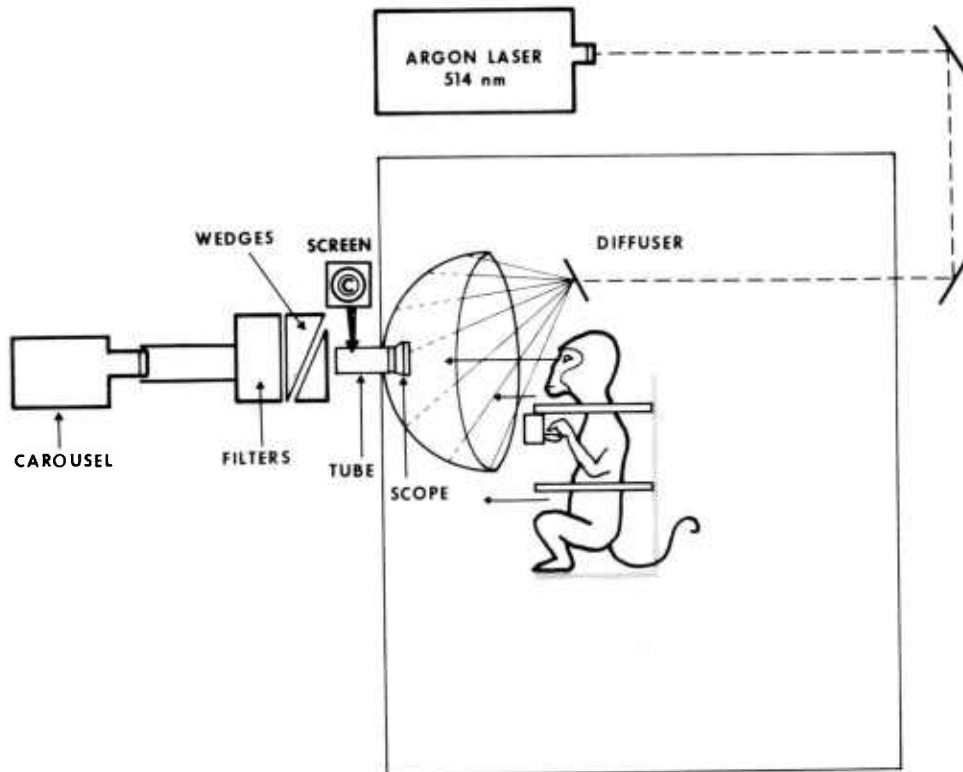 ARGON LASER
514 nm
WEDGES
SCREEN
C
DIFFUSER
CAROUSEL
FILTERS
TUBE
SCOPE